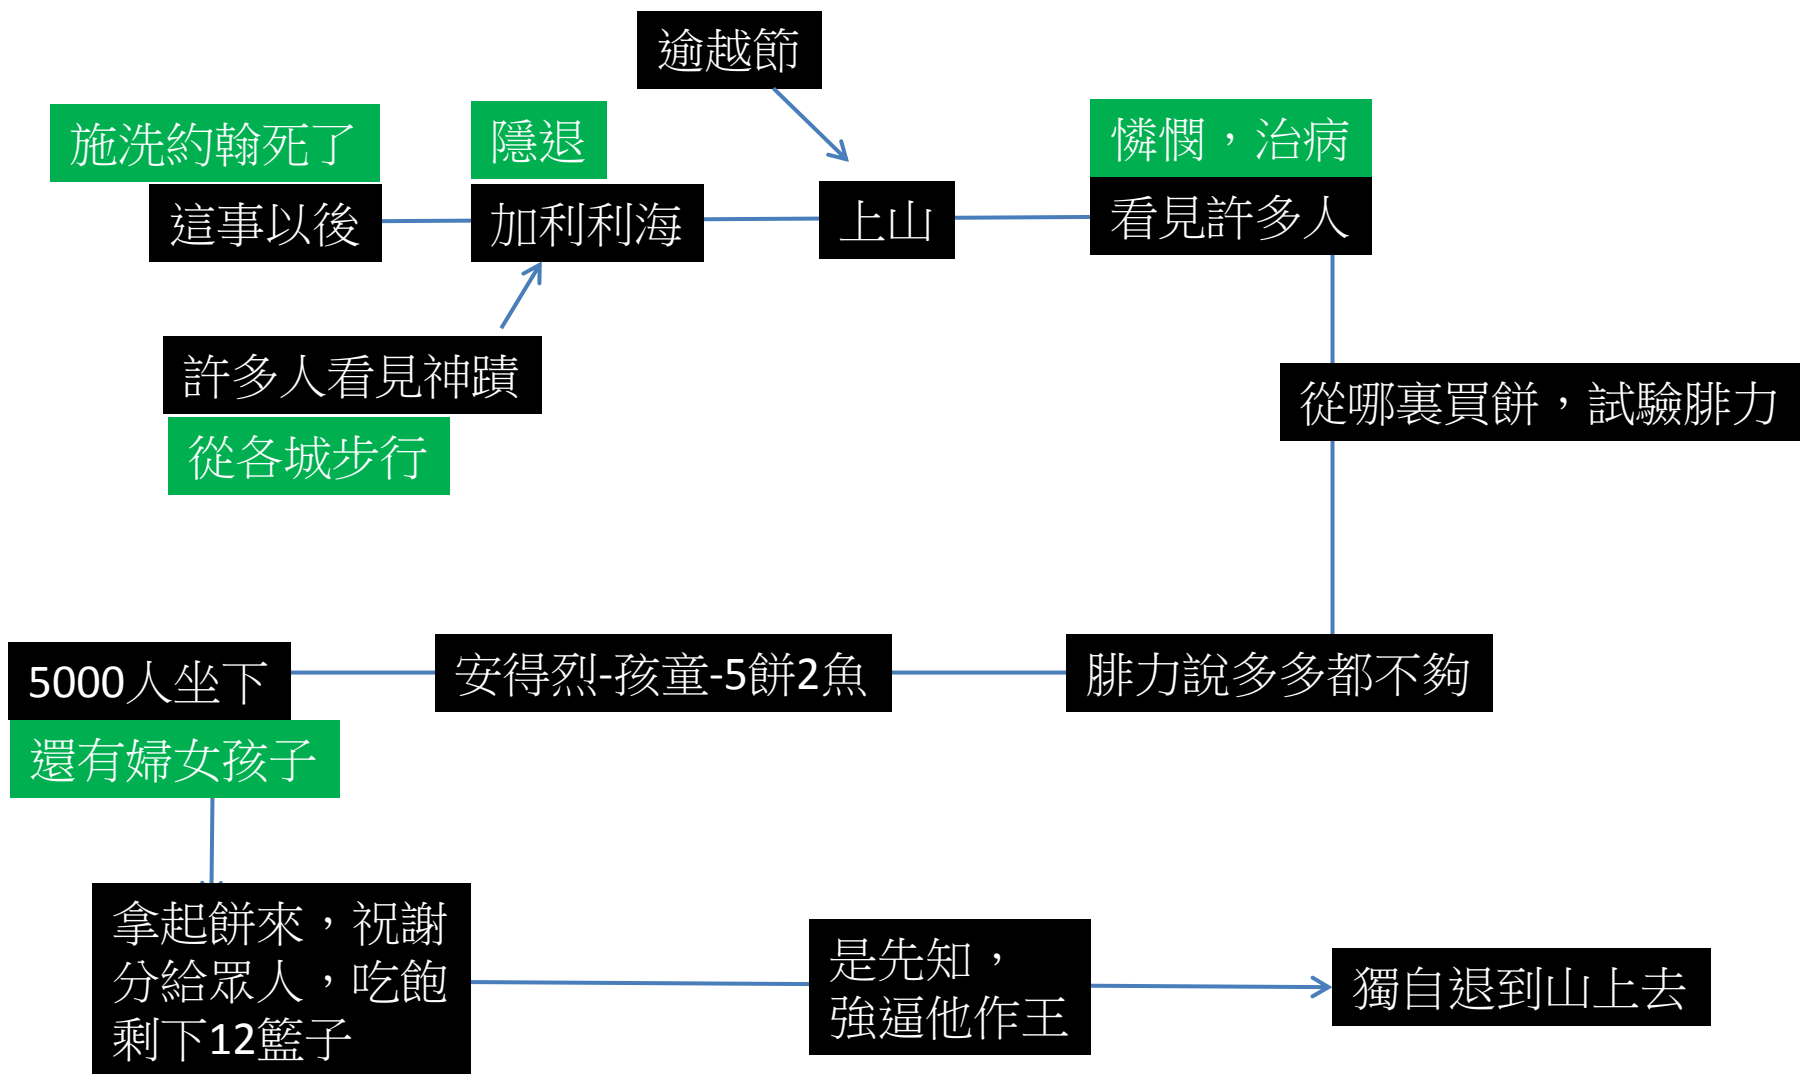 逾越節
施洗約翰死了
隱退
憐憫，治病
這事以後
加利利海
上山
看見許多人
許多人看見神蹟
從各城步行
從哪裏買餅，試驗腓力
5000人坐下
還有婦女孩子
安得烈-孩童-5餅2魚
腓力說多多都不夠
拿起餅來，祝謝
分給眾人，吃飽
剩下12籃子
是先知，
強逼他作王
獨自退到山上去